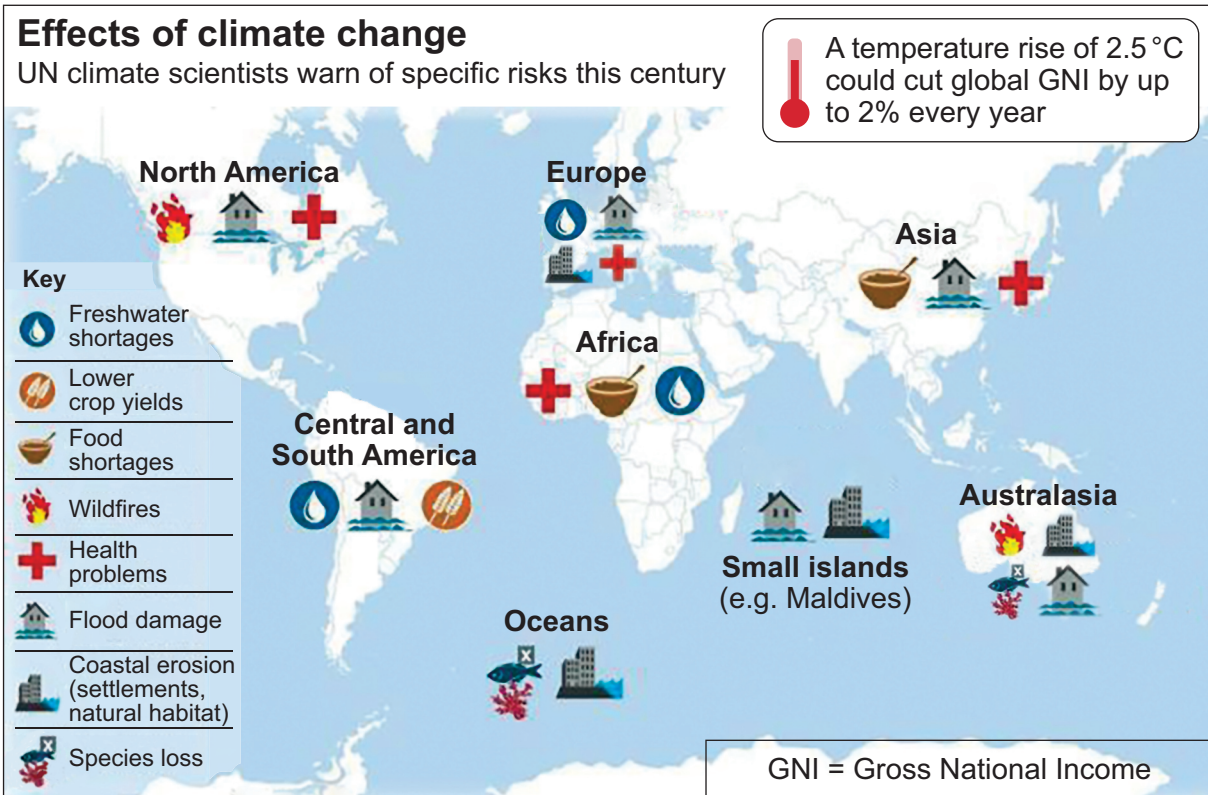 Effects of climate change
UN climate scientists warn of specific risks this century
A temperature rise of 2.5 °C
could cut global GNI by up
to 2% every year
North America
Europe
Asia
Key
Freshwater
shortages
Lower
crop yields
Food
shortages
Wildfires
Health
problems
Flood damage
Coastal erosion
(settlements,
natural habitat)
Species loss
Africa
Central and
South America
Australasia
Small islands
(e.g. Maldives)
Oceans
X
X
X
GNI = Gross National Income